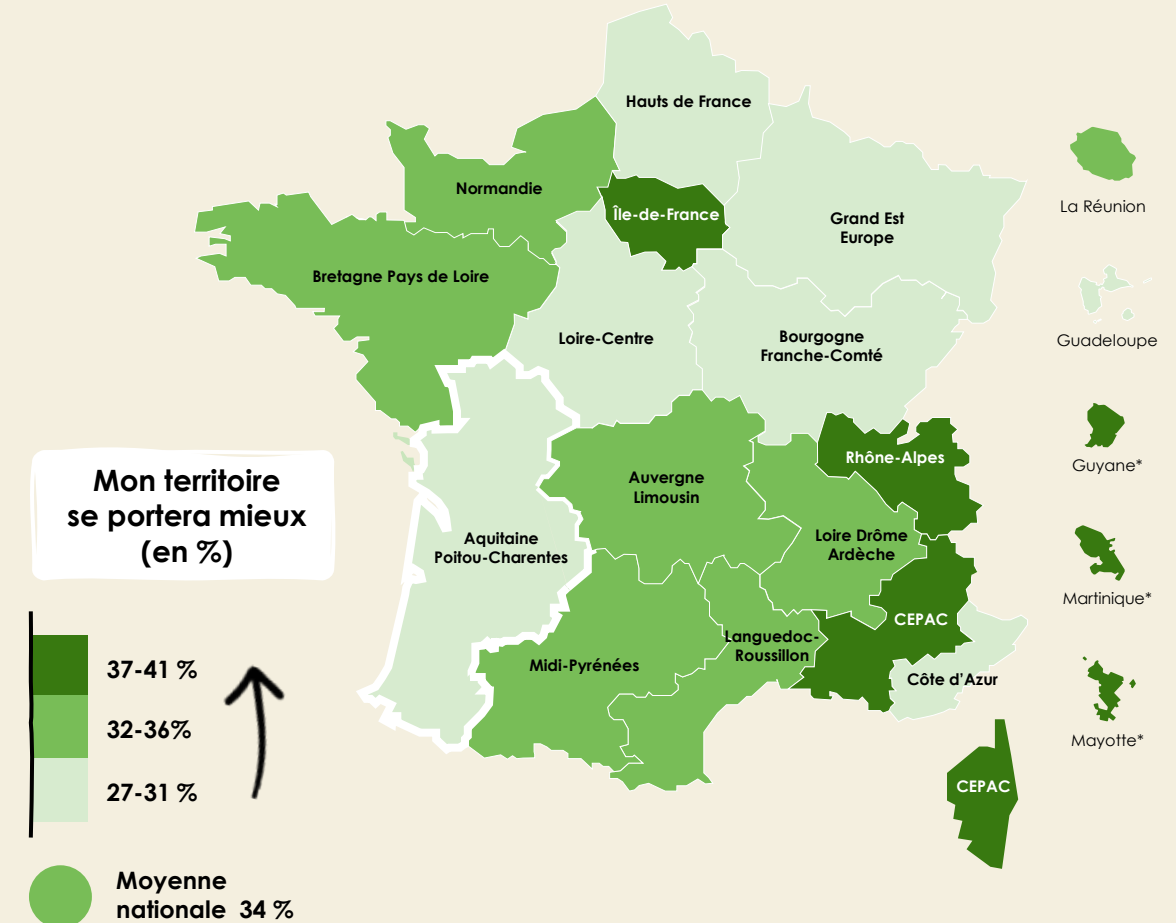 Hauts de France
Normandie
Île-de-France
Grand Est
Europe
Bretagne Pays de Loire
Loire-Centre
Bourgogne
Franche-Comté
Rhône-Alpes
Auvergne
Limousin
Loire Drôme
Ardèche
Aquitaine
Poitou-Charentes
CEPAC
Languedoc-
Roussillon
Midi-Pyrénées
Côte d'Azur
CEPAC
La Réunion
Guadeloupe
Guyane*
Martinique*
Mayotte*
Mon territoire
se portera mieux
(en %)
37-41 %
32-36%
27-31 %
Moyenne
nationale 34 %